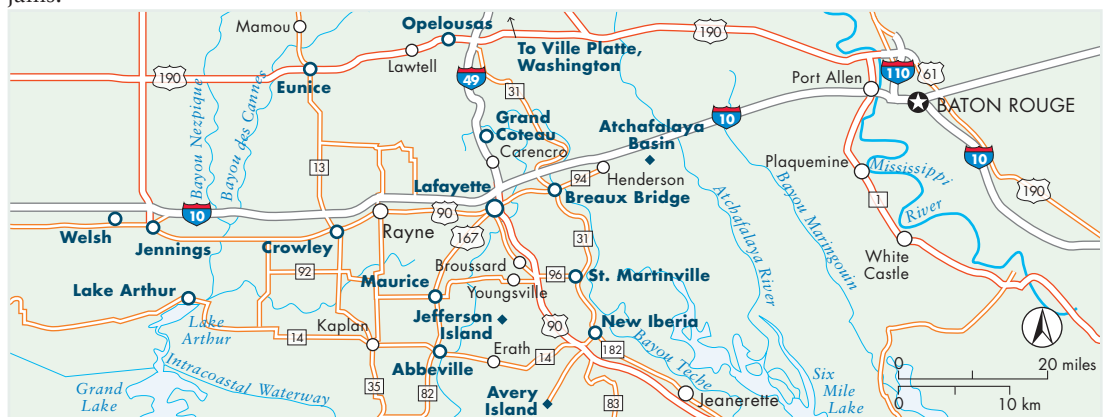 jams.
Mamou
Opelousas
190
To Ville Platte,
Washington
Lawtell
190
Eunice
49
31
Port Allen
110
61
BATON ROUGE
Bayou Nezpique
Bayou des Cannes
Grand
Coteau
Carencro
Atchafalaya
Basin
10
13
Lafayette
94
Henderson
Breaux Bridge
Plaquemine
Mississippi
River
1
10
190
10
90
Welsh
Jennings
Crowley
Rayne
167
31
Atchafalaya River
Bayou Maringouin
White
Castle
92
Broussard
96
St. Martinville
Maurice
Youngsville
Lake Arthur
Lake
Arthur
Jefferson
Island
90
New Iberia
14
Kaplan
Erath
14
182
Bayou Teche
Abbeville
Intracoastal Waterway
Grand
Lake
35
82
Avery
Island
83
Jeanerette
Six
Mile
Lake
0
20 miles
0
10 km